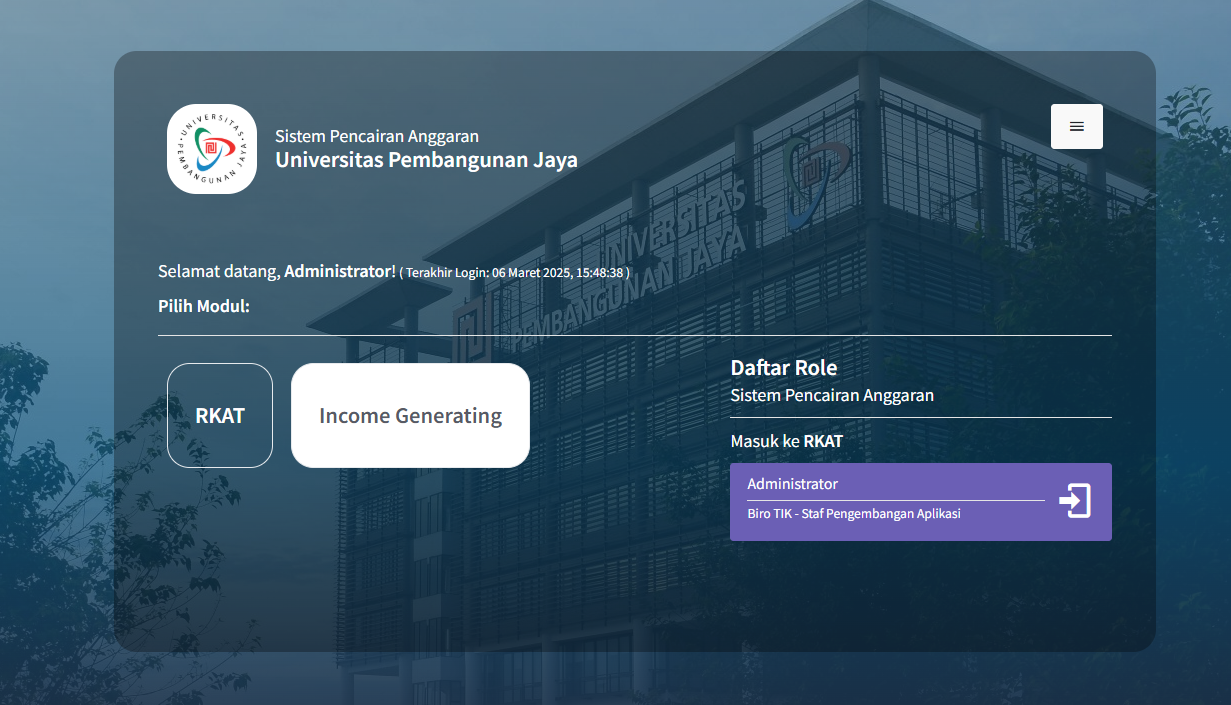 UNIVERSITAS
PEMBANGUNAN JAYA
Sistem Pencairan Anggaran
Universitas Pembangunan Jaya
UNIVERSITAS
PEMBANGUNAN JAYA
Selamat datang, Administrator! ( Terakhir Login: 06 Maret 2025, 15:48:38 )
Pilih Modul:
RKAT
Income Generating
Daftar Role
Sistem Pencairan Anggaran
Masuk ke RKAT
Administrator
Biro TIK - Staf Pengembangan Aplikasi